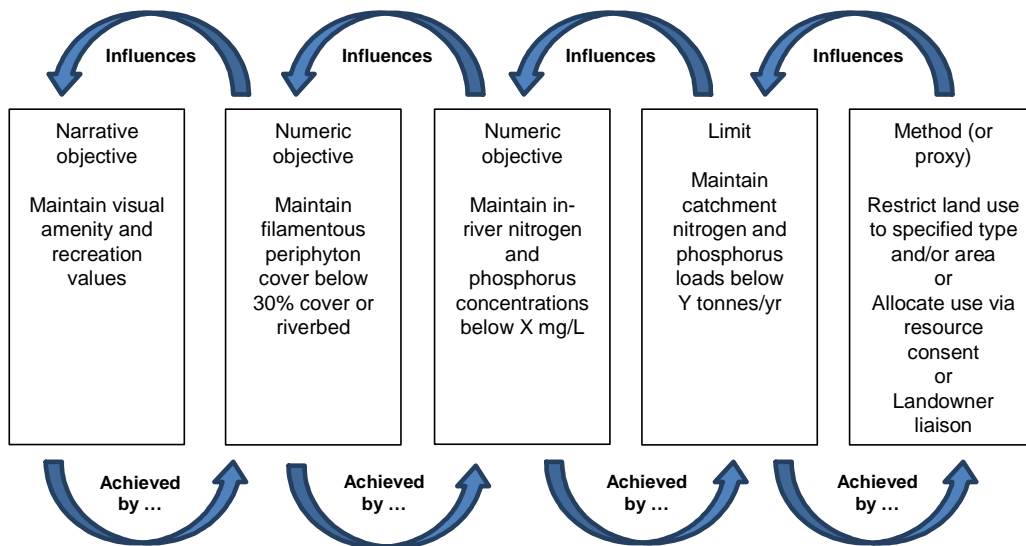 Influences
Influences
Influences
Influences
Narrative
objective
Maintain visual
amenity and
recreation
values
Numeric
objective
Maintain
filamentous
periphyton
cover below
30% cover or
riverbed
Numeric
objective
Maintain in-
river nitrogen
and
phosphorus
concentrations
below X mg/L
Limit
Maintain
catchment
nitrogen and
phosphorus
loads below
Y tonnes/yr
Method (or
proxy)
Restrict land use
to specified type
and/or area
or
Allocate use via
resource
consent
or
Landowner
liaison
Achieved
by …
Achieved
by …
Achieved
by …
Achieved
by …